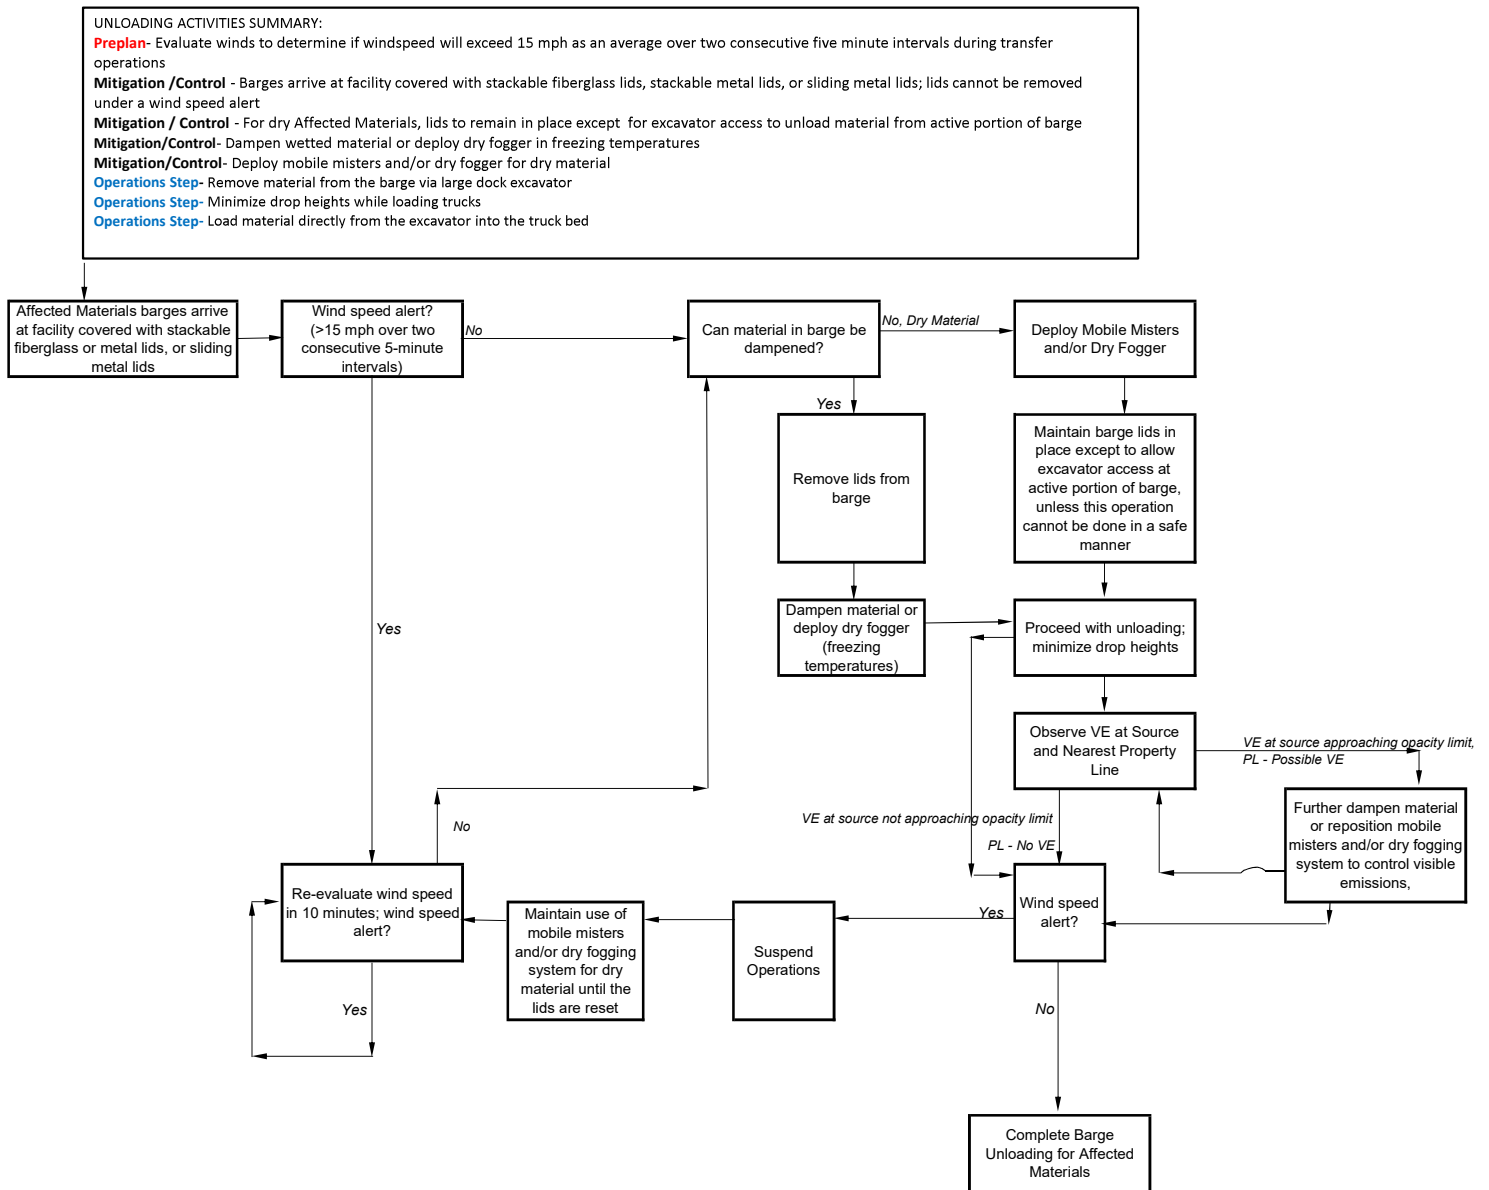 UNLOADING ACTIVITIES SUMMARY:
Preplan- Evaluate winds to determine if windspeed will exceed 15 mph as an average over two consecutive five minute intervals during transfer
operations
Mitigation /Control - Barges arrive at facility covered with stackable fiberglass lids, stackable metal lids, or sliding metal lids; lids cannot be removed
under a wind speed alert
Mitigation / Control - For dry Affected Materials, lids to remain in place except for excavator access to unload material from active portion of barge
Mitigation/Control- Dampen wetted material or deploy dry fogger in freezing temperatures
Mitigation/Control- Deploy mobile misters and/or dry fogger for dry material
Operations Step- Remove material from the barge via large dock excavator
Operations Step- Minimize drop heights while loading trucks
Operations Step- Load material directly from the excavator into the truck bed
Affected Materials barges arrive
at facility covered with stackable
fiberglass or metal lids, or sliding
metal lids
Wind speed alert?
(>15 mph over two
consecutive 5-minute
intervals)
No
Can material in barge be
dampened?
No, Dry Material
Deploy Mobile Misters
and/or Dry Fogger
Yes
Remove lids from
barge
Maintain barge lids in
place except to allow
excavator access at
active portion of barge,
unless this operation
cannot be done in a safe
manner
Yes
Dampen material or
deploy dry fogger
(freezing
temperatures)
Proceed with unloading;
minimize drop heights
Observe VE at Source
and Nearest Property
Line
VE at source approaching opacity limit,
PL - Possible VE
Further dampen material
or reposition mobile
misters and/or dry fogging
system to control visible
emissions,
VE at source not approaching opacity limit
PL - No VE
No
Re-evaluate wind speed
in 10 minutes; wind speed
alert?
Maintain use of
mobile misters
and/or dry fogging
system for dry
material until the
lids are reset
Suspend
Operations
Yes
Wind speed
alert?
Yes
No
Complete Barge
Unloading for Affected
Materials